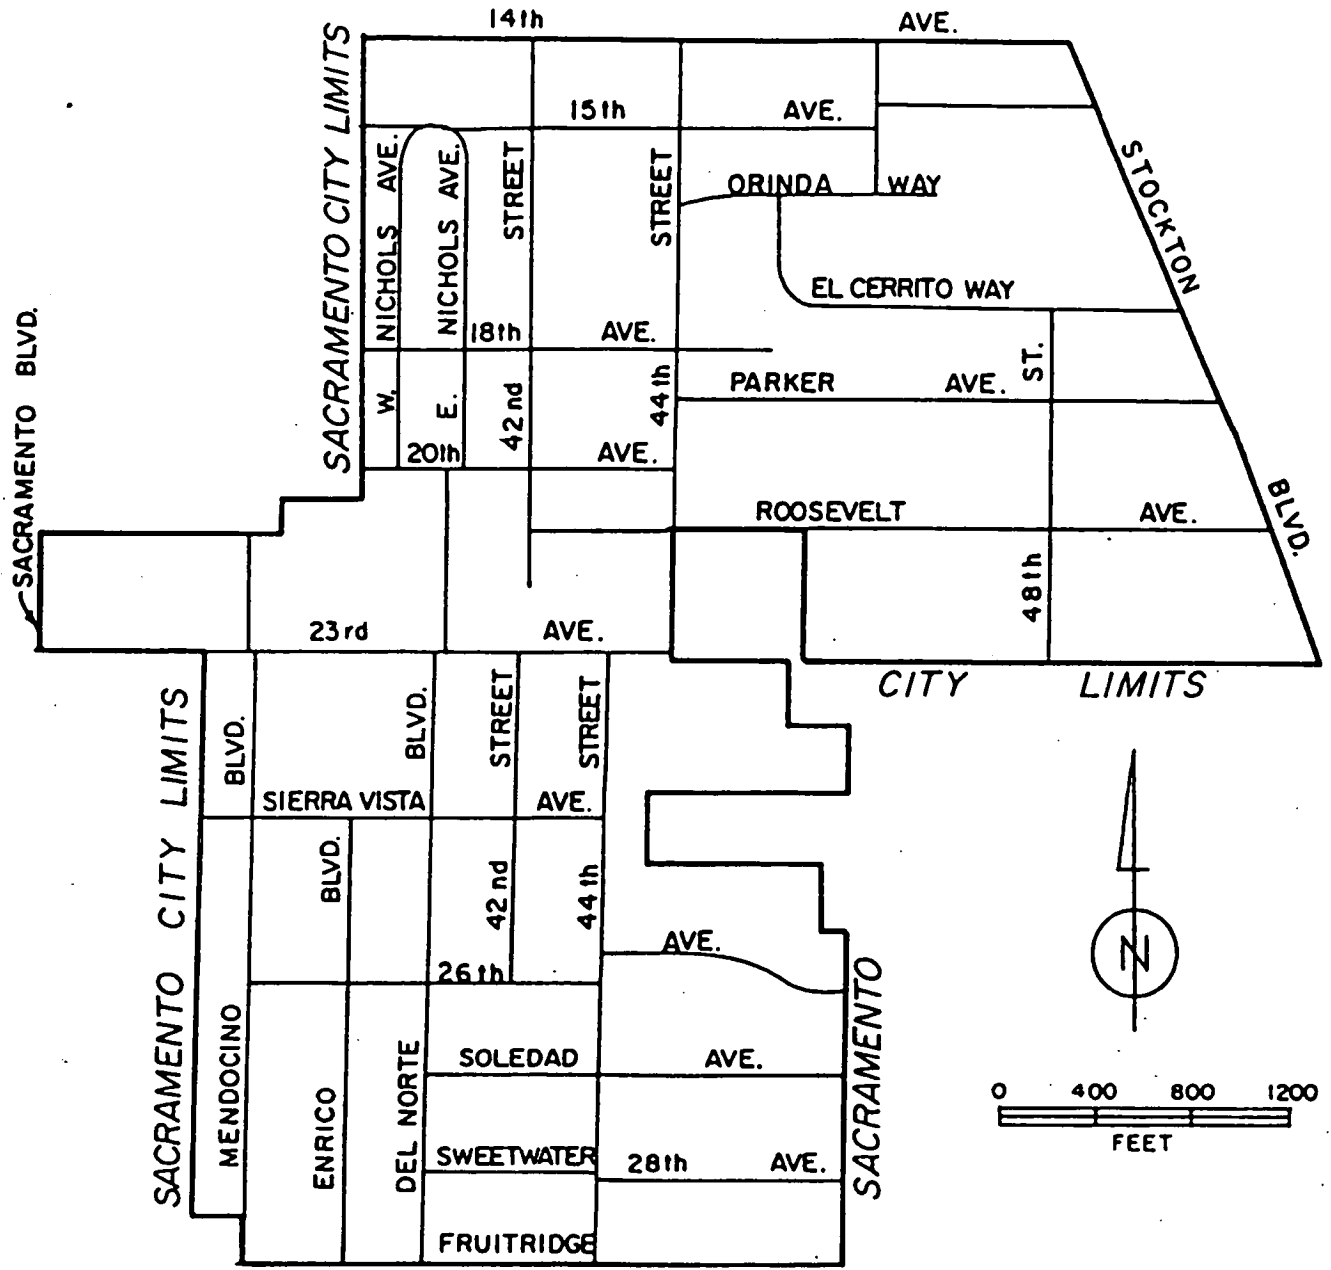 14th AVE.
SACRAMENTO CITY LIMITS
15th AVE.
STOCKTON BLVD.
W. NICHOLS AVE.
E. NICHOLS AVE.
42nd STREET
44th STREET
ORINDA WAY
EL CERRITO WAY
18th AVE.
48th ST.
PARKER AVE.
SACRAMENTO BLVD.
20th AVE.
ROOSEVELT AVE.
23rd AVE.
CITY LIMITS
SACRAMENTO CITY LIMITS
MENDOCINO BLVD.
DEL NORTE BLVD.
42nd STREET
44th STREET
SIERRA VISTA AVE.
ENRICO BLVD.
N
26th AVE.
SACRAMENTO
SOLEDAD AVE.
0 400 800 1200
FEET
SWEETWATER
28th AVE.
FRUITRIDGE